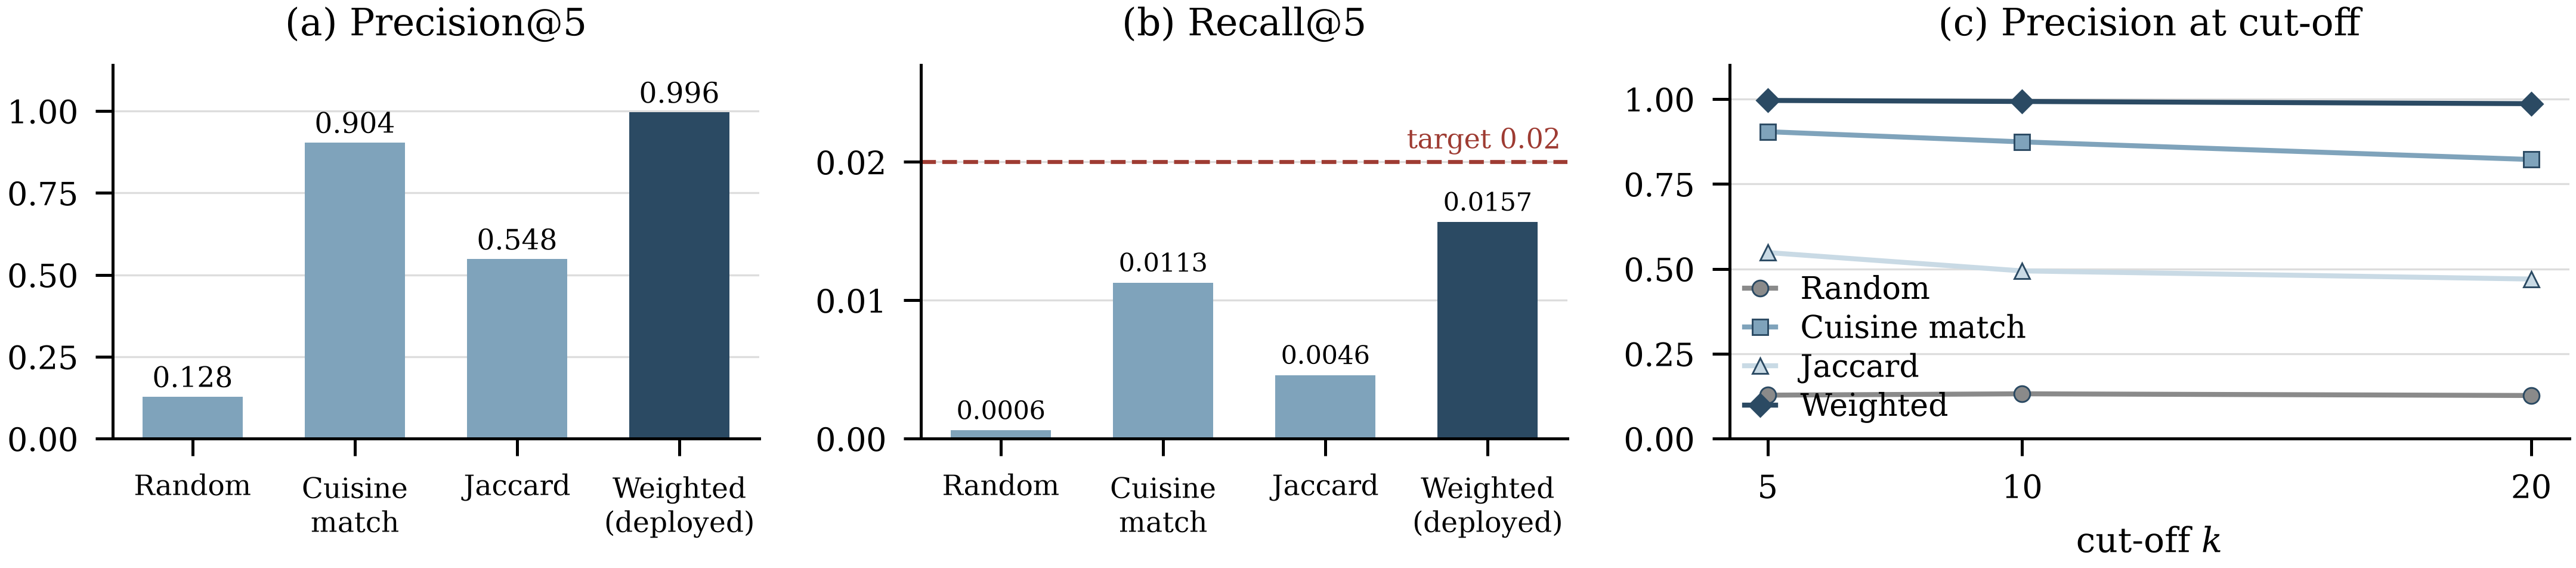 (a) Precision@5
1.00
0.75
0.50
0.25
0.00
0.128
0.904
0.548
0.996
Random
Cuisine
match
Jaccard
Weighted
(deployed)
(b) Recall@5
0.02
0.01
0.00
target 0.02
0.0006
0.0113
0.0046
0.0157
Random
Cuisine
match
Jaccard
Weighted
(deployed)
(c) Precision at cut-off
1.00
0.75
0.50
0.25
0.00
Random
Cuisine match
Jaccard
Weighted
5
10
20
cut-off k